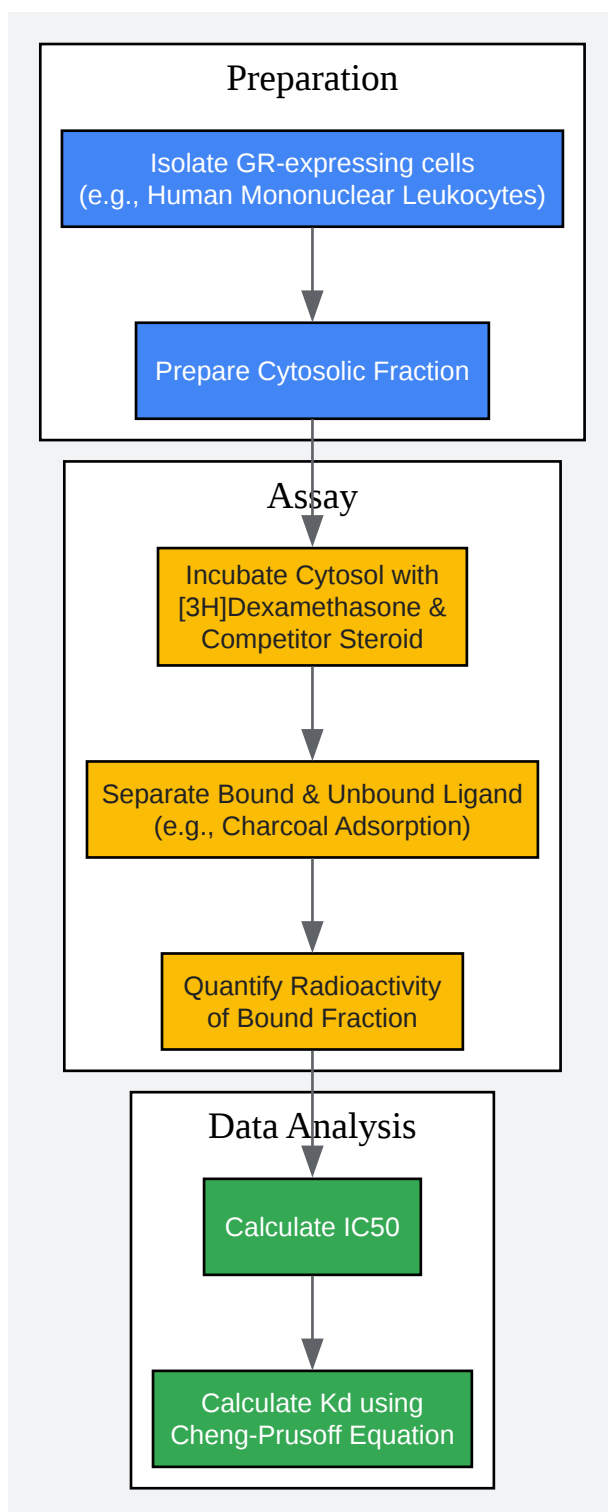 Preparation
Isolate GR-expressing cells
(e.g., Human Mononuclear Leukocytes)
Prepare Cytosolic Fraction
Assay
Incubate Cytosol with
[3H]Dexamethasone &
Competitor Steroid
Separate Bound & Unbound Ligand
(e.g., Charcoal Adsorption)
Quantify Radioactivity
of Bound Fraction
Data Analysis
Calculate IC50
Calculate Kd using
Cheng-Prusoff Equation